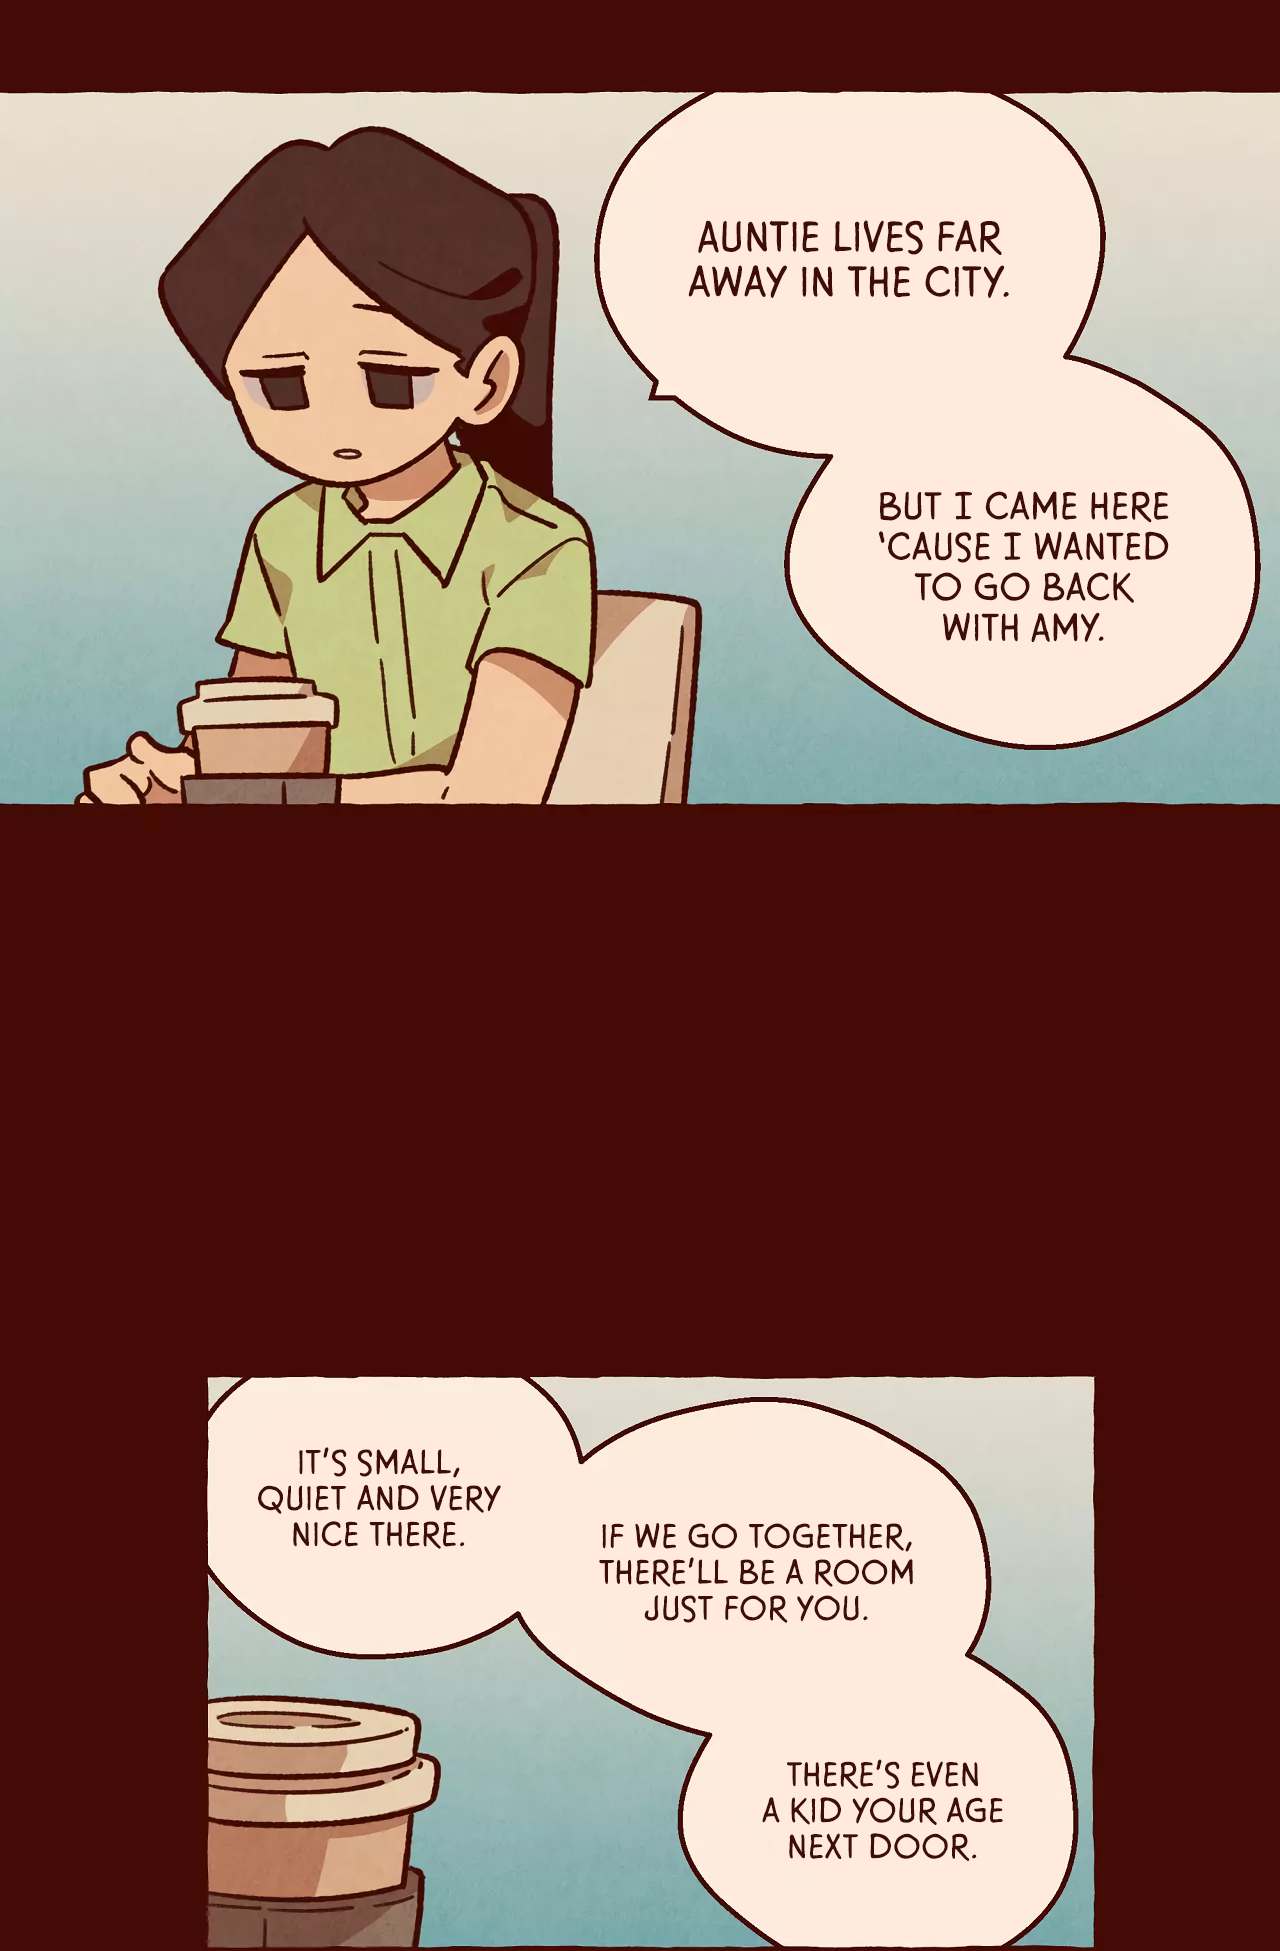 AUNTIE LIVES FAR
AWAY IN THE CITY.
BUT I CAME HERE
'CAUSE I WANTED
TO GO BACK
WITH AMY.
IT'S SMALL,
QUIET AND VERY
NICE THERE.
IF WE GO TOGETHER,
THERE'LL BE A ROOM
JUST FOR YOU.
THERE'S EVEN
A KID YOUR AGE
NEXT DOOR.